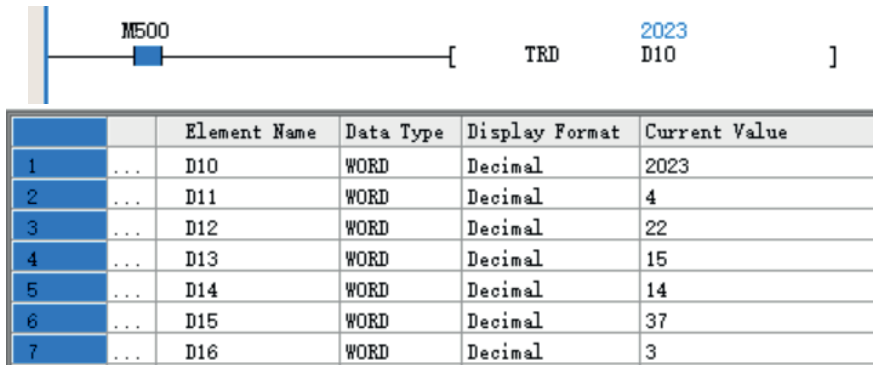 M500 2023
[ TRD D10 ]
Element Name Data Type Display Format Current Value
1 ... D10 WORD Decimal 2023
2 ... D11 WORD Decimal 4
3 ... D12 WORD Decimal 22
4 ... D13 WORD Decimal 15
5 ... D14 WORD Decimal 14
6 ... D15 WORD Decimal 37
7 ... D16 WORD Decimal 3